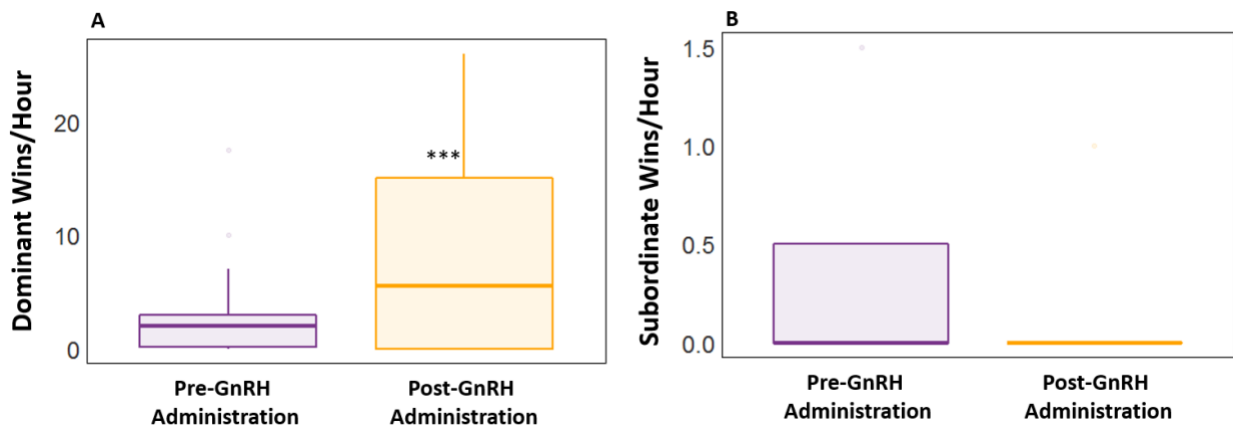 A
Dominant Wins/Hour
20
10
0
***
Pre-GnRH
Administration
Post-GnRH
Administration
B
Subordinate Wins/Hour
1.5
1.0
0.5
0.0
Pre-GnRH
Administration
Post-GnRH
Administration